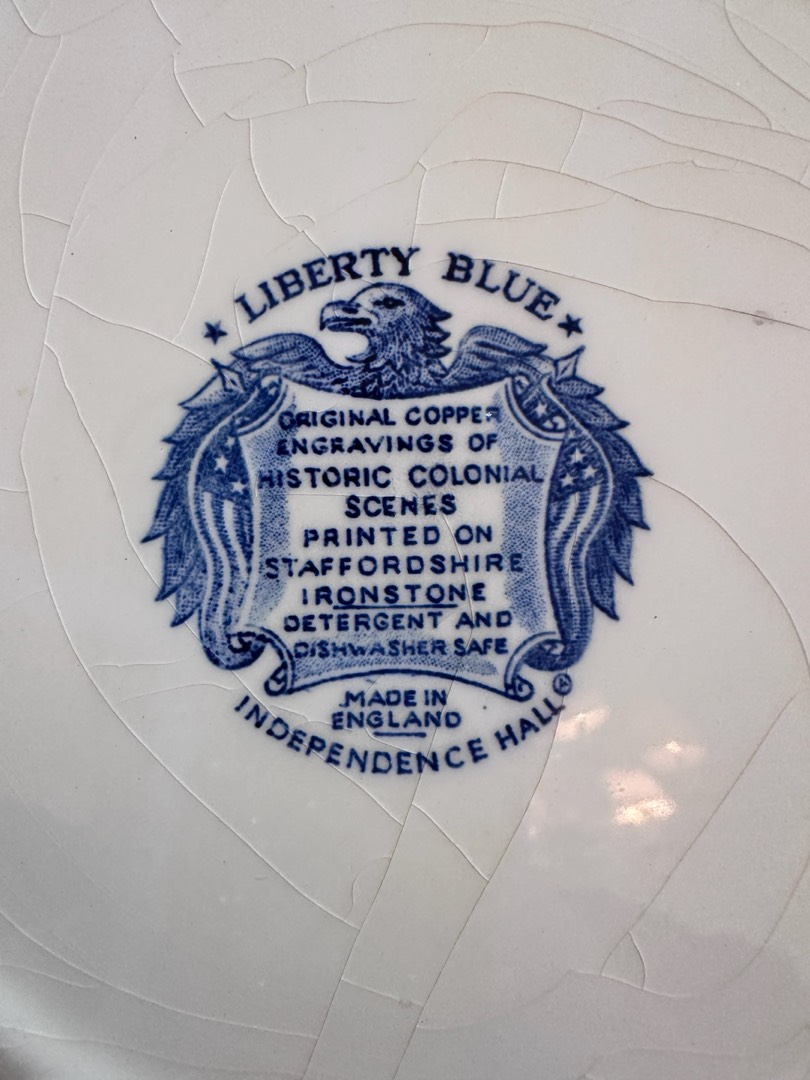 LIBERTY BLUE
ORIGINAL COPPER
ENGRAVINGS OF
HISTORIC COLONIAL
SCENES
PRINTED ON
STAFFORDSHIRE
IRONSTONE
DETERGENT AND
DISHWASHER SAFE
MADE IN
ENGLAND
INDEPENDENCE HALL®